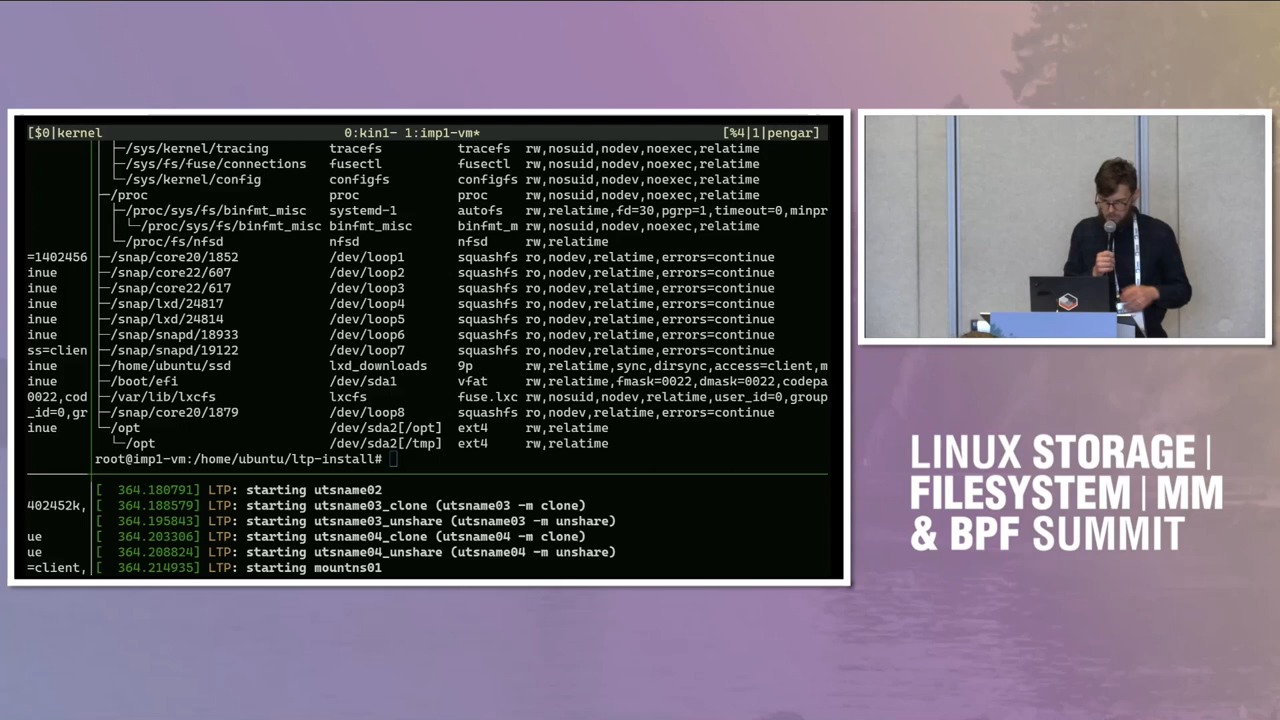 [$0|kernel 0:kin1- 1:imp1-vm* [%4|1|pengar]
├─/sys/kernel/tracing tracefs tracefs rw,nosuid,nodev,noexec,relatime
├─/sys/fs/fuse/connections fusectl fusectl rw,nosuid,nodev,noexec,relatime
└─/sys/kernel/config configfs configfs rw,nosuid,nodev,noexec,relatime
├─/proc proc proc rw,nosuid,nodev,noexec,relatime
├─/proc/sys/fs/binfmt_misc systemd-1 autofs rw,relatime,fd=30,pgrp=1,timeout=0,minpr
└─/proc/sys/fs/binfmt_misc binfmt_misc binfmt_m rw,nosuid,nodev,noexec,relatime
└─/proc/fs/nfsd nfsd nfsd rw,relatime
=1402456 ├─/snap/core20/1852 /dev/loop1 squashfs ro,nodev,relatime,errors=continue
inue ├─/snap/core22/607 /dev/loop2 squashfs ro,nodev,relatime,errors=continue
inue ├─/snap/core22/617 /dev/loop3 squashfs ro,nodev,relatime,errors=continue
inue ├─/snap/lxd/24817 /dev/loop4 squashfs ro,nodev,relatime,errors=continue
inue ├─/snap/lxd/24814 /dev/loop5 squashfs ro,nodev,relatime,errors=continue
inue ├─/snap/snapd/18933 /dev/loop6 squashfs ro,nodev,relatime,errors=continue
ss=clien ├─/snap/snapd/19122 /dev/loop7 squashfs ro,nodev,relatime,errors=continue
inue ├─/home/ubuntu/ssd lxd_downloads 9p rw,relatime,sync,dirsync,access=client,m
inue ├─/boot/efi /dev/sda1 vfat rw,relatime,fmask=0022,dmask=0022,codepa
0022,cod ├─/var/lib/lxcfs lxcfs fuse.lxc rw,nosuid,nodev,relatime,user_id=0,group
_id=0,gr ├─/snap/core20/1879 /dev/loop8 squashfs ro,nodev,relatime,errors=continue
inue └─/opt /dev/sda2[/opt] ext4 rw,relatime
└─/opt /dev/sda2[/tmp] ext4 rw,relatime
root@imp1-vm:/home/ubuntu/ltp-install#
[ 364.180791] LTP: starting utsname02
402452k, [ 364.188579] LTP: starting utsname03_clone (utsname03 -m clone)
[ 364.195843] LTP: starting utsname03_unshare (utsname03 -m unshare)
ue [ 364.203306] LTP: starting utsname04_clone (utsname04 -m clone)
ue [ 364.208824] LTP: starting utsname04_unshare (utsname04 -m unshare)
=client, [ 364.214935] LTP: starting mountns01
LINUX STORAGE |
FILESYSTEM | MM
& BPF SUMMIT